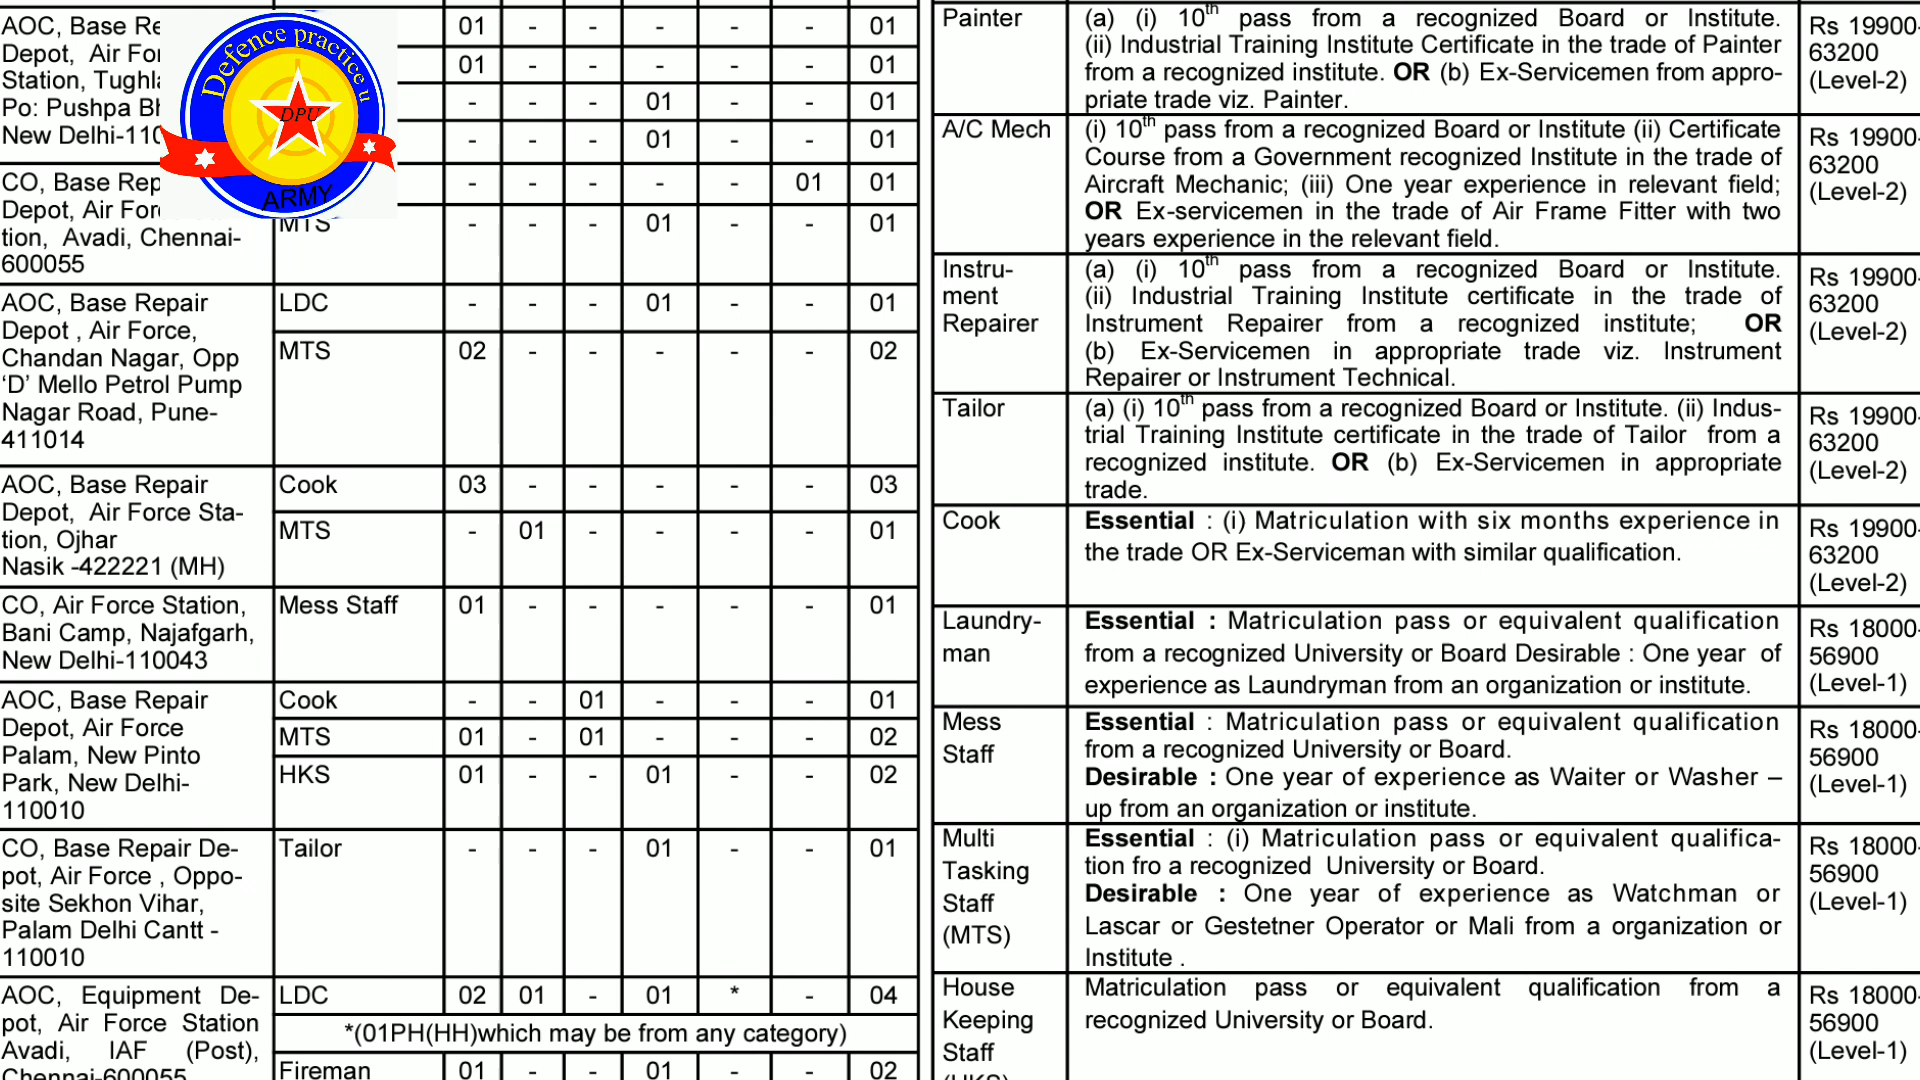 Defence practice u
DPU
ARMY
AOC, Base Re
Depot, Air For
Station, Tughla
Po: Pushpa Bh
New Delhi-110
01 - - - - - 01
01 - - - - - 01
- - - 01 - - 01
- - - 01 - - 01
CO, Base Rep
Depot, Air For
tion, Avadi, Chennai-
600055
- - - - - 01 01
MTS - - - 01 - - 01
AOC, Base Repair
Depot , Air Force,
Chandan Nagar, Opp
‘D’ Mello Petrol Pump
Nagar Road, Pune-
411014
LDC - - - 01 - - 01
MTS 02 - - - - - 02
AOC, Base Repair
Depot, Air Force Sta-
tion, Ojhar
Nasik -422221 (MH)
Cook 03 - - - - - 03
MTS - 01 - - - - 01
CO, Air Force Station,
Bani Camp, Najafgarh,
New Delhi-110043
Mess Staff 01 - - - - - 01
AOC, Base Repair
Depot, Air Force
Palam, New Pinto
Park, New Delhi-
110010
Cook - - 01 - - - 01
MTS 01 - 01 - - - 02
HKS 01 - - 01 - - 02
CO, Base Repair De-
pot, Air Force , Oppo-
site Sekhon Vihar,
Palam Delhi Cantt -
110010
Tailor - - - 01 - - 01
AOC, Equipment De-
pot, Air Force Station
Avadi, IAF (Post),
Chennai-600055
LDC 02 01 - 01 * - 04
*(01PH(HH)which may be from any category)
Fireman 01 - - 01 - - 02
Painter
(a) (i) 10th pass from a recognized Board or Institute.
(ii) Industrial Training Institute Certificate in the trade of Painter
from a recognized institute. OR (b) Ex-Servicemen from appro-
priate trade viz. Painter.
Rs 19900-
63200
(Level-2)
A/C Mech
(i) 10th pass from a recognized Board or Institute (ii) Certificate
Course from a Government recognized Institute in the trade of
Aircraft Mechanic; (iii) One year experience in relevant field;
OR Ex-servicemen in the trade of Air Frame Fitter with two
years experience in the relevant field.
Rs 19900-
63200
(Level-2)
Instru-
ment
Repairer
(a) (i) 10th pass from a recognized Board or Institute.
(ii) Industrial Training Institute certificate in the trade of
Instrument Repairer from a recognized institute; OR
(b) Ex-Servicemen in appropriate trade viz. Instrument
Repairer or Instrument Technical.
Rs 19900-
63200
(Level-2)
Tailor
(a) (i) 10th pass from a recognized Board or Institute. (ii) Indus-
trial Training Institute certificate in the trade of Tailor from a
recognized institute. OR (b) Ex-Servicemen in appropriate
trade.
Rs 19900-
63200
(Level-2)
Cook
Essential : (i) Matriculation with six months experience in
the trade OR Ex-Serviceman with similar qualification.
Rs 19900-
63200
(Level-2)
Laundry-
man
Essential : Matriculation pass or equivalent qualification
from a recognized University or Board Desirable : One year of
experience as Laundryman from an organization or institute.
Rs 18000-
56900
(Level-1)
Mess
Staff
Essential : Matriculation pass or equivalent qualification
from a recognized University or Board.
Desirable : One year of experience as Waiter or Washer –
up from an organization or institute.
Rs 18000-
56900
(Level-1)
Multi
Tasking
Staff
(MTS)
Essential : (i) Matriculation pass or equivalent qualifica-
tion fro a recognized University or Board.
Desirable : One year of experience as Watchman or
Lascar or Gestetner Operator or Mali from a organization or
Institute .
Rs 18000-
56900
(Level-1)
House
Keeping
Staff
(HKS)
Matriculation pass or equivalent qualification from a
recognized University or Board.
Rs 18000-
56900
(Level-1)